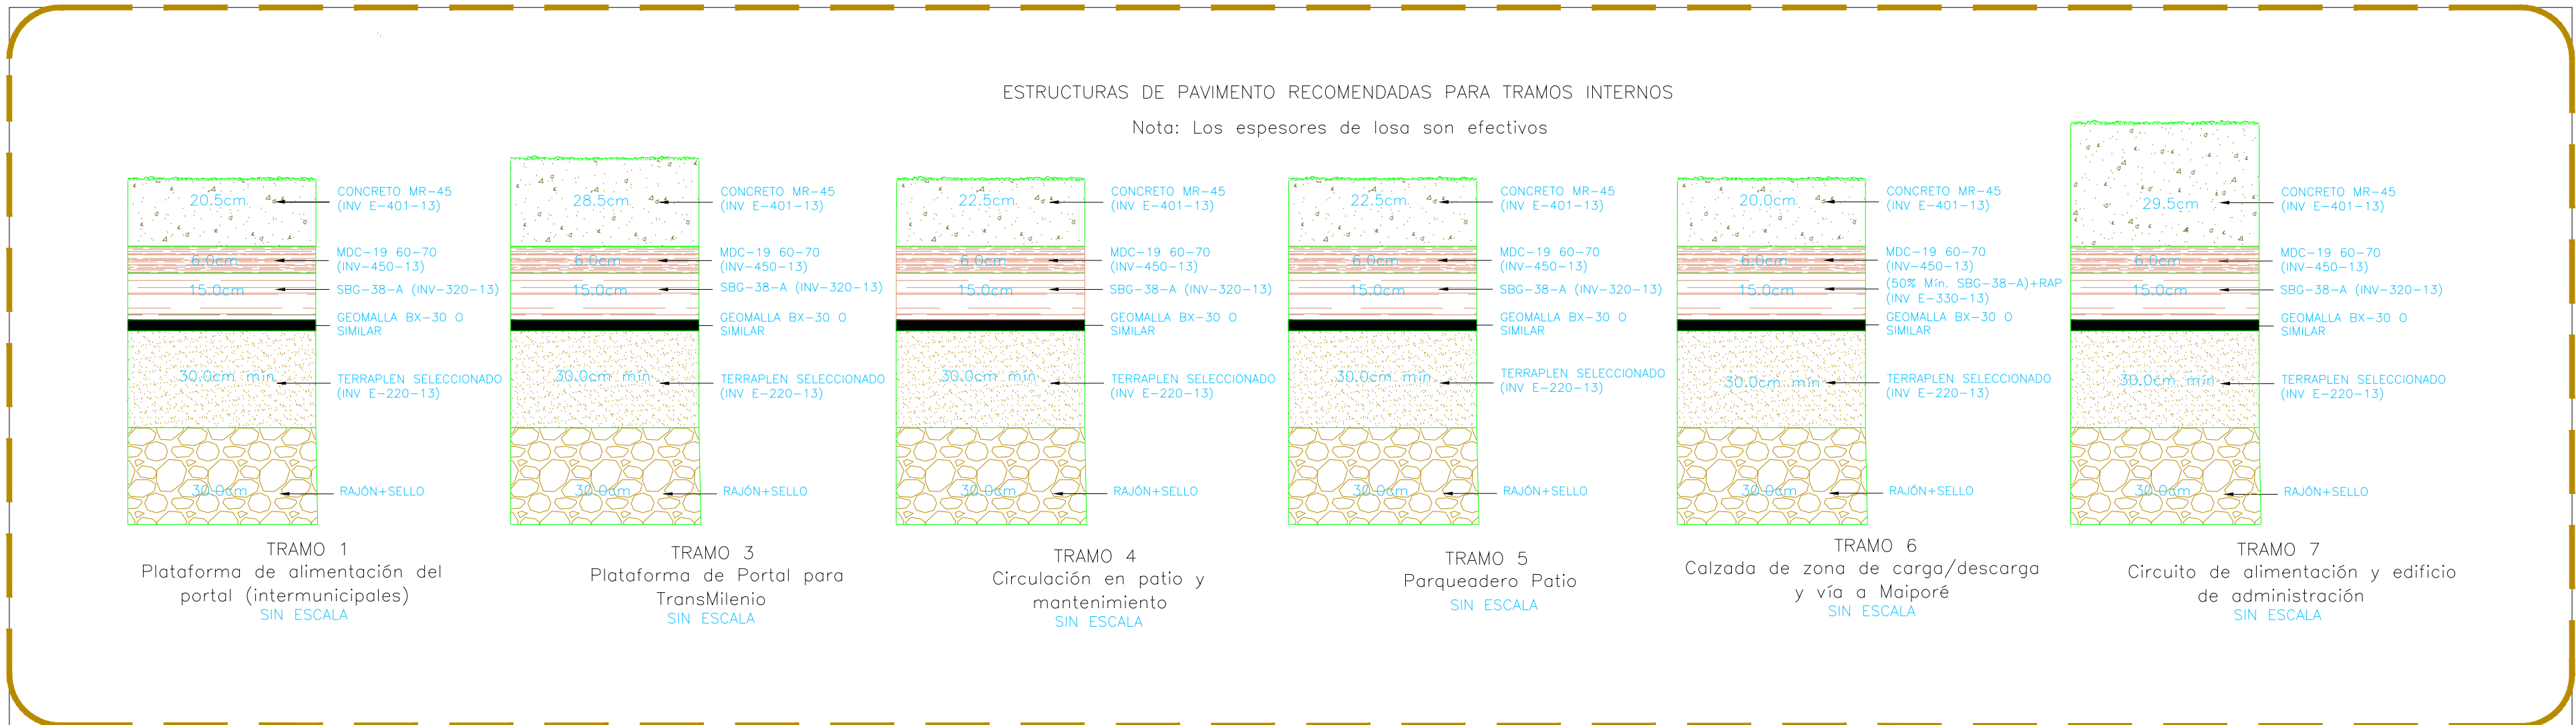 ESTRUCTURAS DE PAVIMENTO RECOMENDADAS PARA TRAMOS INTERNOS
Nota: Los espesores de losa son efectivos
20.5cm
CONCRETO MR-45
(INV E-401-13)
6.0cm
MDC-19 60-70
(INV-450-13)
15.0cm
SBG-38-A (INV-320-13)
GEOMALLA BX-30 O
SIMILAR
30.0cm mín
TERRAPLEN SELECCIONADO
(INV E-220-13)
30.0cm
RAJÓN+SELLO
TRAMO 1
Plataforma de alimentación del
portal (intermunicipales)
SIN ESCALA
28.5cm
CONCRETO MR-45
(INV E-401-13)
6.0cm
MDC-19 60-70
(INV-450-13)
15.0cm
SBG-38-A (INV-320-13)
GEOMALLA BX-30 O
SIMILAR
30.0cm mín
TERRAPLEN SELECCIONADO
(INV E-220-13)
30.0cm
RAJÓN+SELLO
TRAMO 3
Plataforma de Portal para
TransMilenio
SIN ESCALA
22.5cm
CONCRETO MR-45
(INV E-401-13)
6.0cm
MDC-19 60-70
(INV-450-13)
15.0cm
SBG-38-A (INV-320-13)
GEOMALLA BX-30 O
SIMILAR
30.0cm mín
TERRAPLEN SELECCIONADO
(INV E-220-13)
30.0cm
RAJÓN+SELLO
TRAMO 4
Circulación en patio y
mantenimiento
SIN ESCALA
22.5cm
CONCRETO MR-45
(INV E-401-13)
6.0cm
MDC-19 60-70
(INV-450-13)
15.0cm
SBG-38-A (INV-320-13)
GEOMALLA BX-30 O
SIMILAR
30.0cm mín
TERRAPLEN SELECCIONADO
(INV E-220-13)
30.0cm
RAJÓN+SELLO
TRAMO 5
Parqueadero Patio
SIN ESCALA
20.0cm
CONCRETO MR-45
(INV E-401-13)
6.0cm
MDC-19 60-70
(INV-450-13)
15.0cm
(50% Mín. SBG-38-A)+RAP
(INV E-330-13)
GEOMALLA BX-30 O
SIMILAR
30.0cm mín
TERRAPLEN SELECCIONADO
(INV E-220-13)
30.0cm
RAJÓN+SELLO
TRAMO 6
Calzada de zona de carga/descarga
y vía a Maiporé
SIN ESCALA
29.5cm
CONCRETO MR-45
(INV E-401-13)
6.0cm
MDC-19 60-70
(INV-450-13)
15.0cm
SBG-38-A (INV-320-13)
GEOMALLA BX-30 O
SIMILAR
30.0cm mín
TERRAPLEN SELECCIONADO
(INV E-220-13)
30.0cm
RAJÓN+SELLO
TRAMO 7
Circuito de alimentación y edificio
de administración
SIN ESCALA